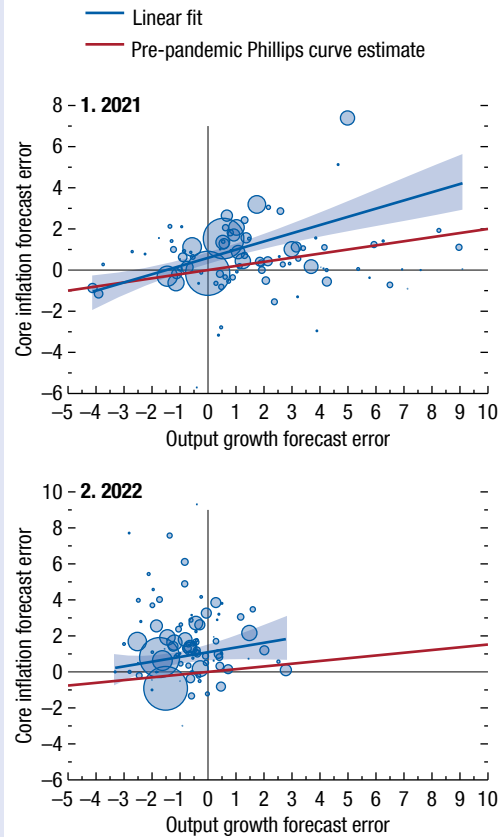 Linear fit
Pre-pandemic Phillips curve estimate
1. 2021
Core inflation forecast error
8
6
4
2
0
−2
−4
−6
−5 −4 −3 −2 −1 0 1 2 3 4 5 6 7 8 9 10
Output growth forecast error
2. 2022
Core inflation forecast error
10
8
6
4
2
0
−2
−4
−6
−5 −4 −3 −2 −1 0 1 2 3 4 5 6 7 8 9 10
Output growth forecast error